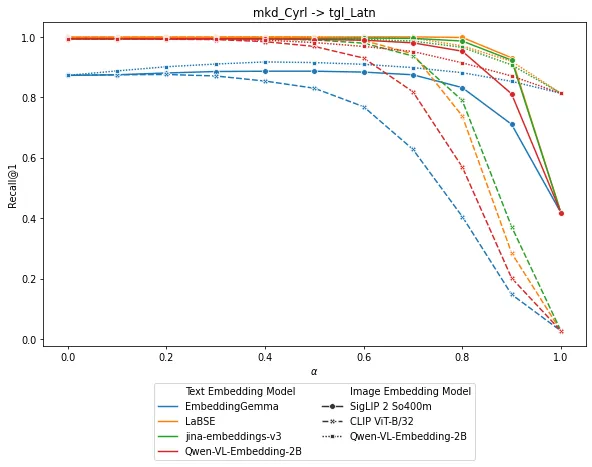 mkd_Cyrl -> tgl_Latn
1.0
0.8
0.6
0.4
0.2
0.0
Recall@1
0.0 0.2 0.4 0.6 0.8 1.0
α
Text Embedding Model Image Embedding Model
EmbeddingGemma SigLIP 2 So400m
LaBSE CLIP ViT-B/32
jina-embeddings-v3 Qwen-VL-Embedding-2B
Qwen-VL-Embedding-2B